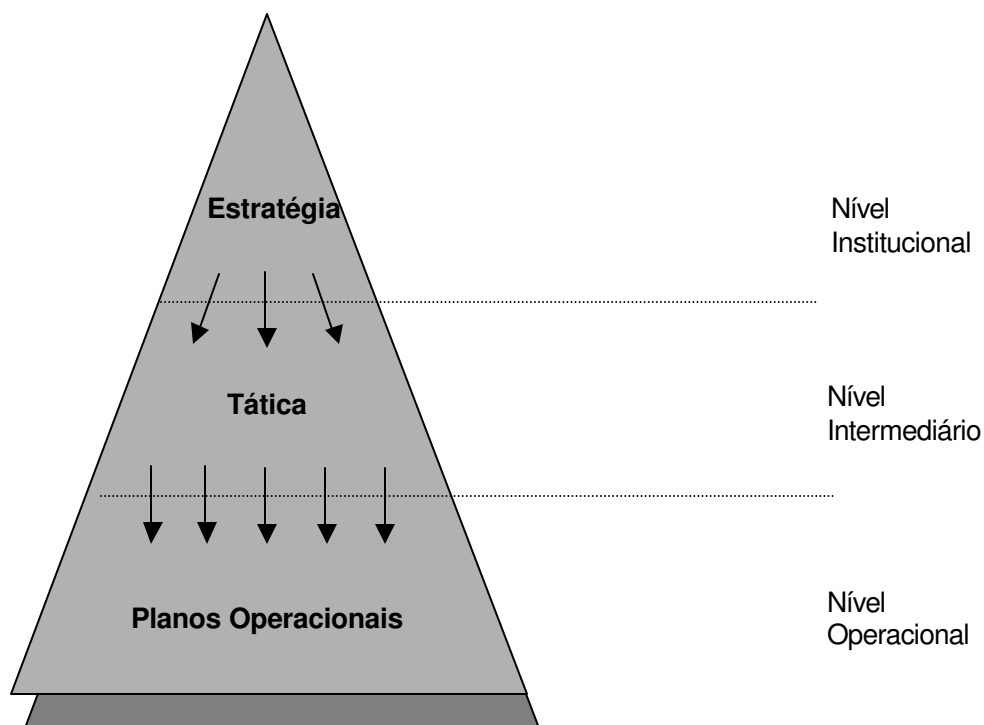 Estratégia
Nível
Institucional
Tática
Nível
Intermediário
Planos Operacionais
Nível
Operacional